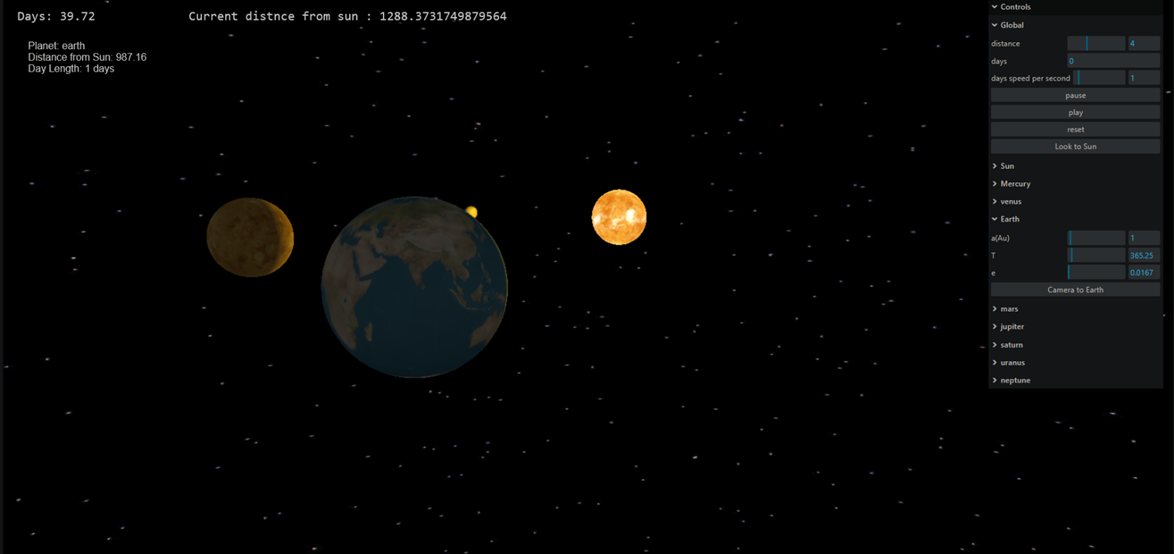 Days: 39.72
Current distnce from sun : 1288.3731749879564
Planet: earth
Distance from Sun: 987.16
Day Length: 1 days
Controls
Global
distance 4
days 0
days speed per second 1
pause
play
reset
Look to Sun
Sun
Mercury
venus
Earth
a(Au) 1
T 365.25
e 0.0167
Camera to Earth
mars
jupiter
saturn
uranus
neptune